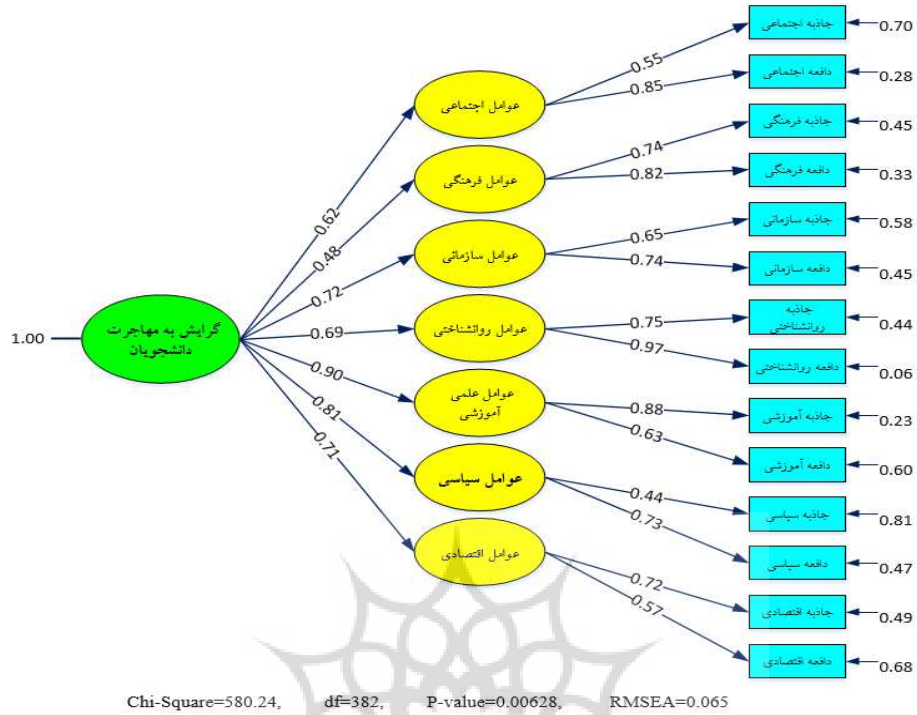 جاذبه اجتماعی
0.70
0.55
دافعه اجتماعی
0.28
0.85
عوامل اجتماعی
جاذبه فرهنگی
0.45
0.74
دافعه فرهنگی
0.33
0.82
عوامل فرهنگی
0.62
جاذبه سازمانی
0.58
0.65
0.48
دافعه سازمانی
0.45
0.74
عوامل سازمانی
0.72
جاذبه
روانشناختی
0.44
0.75
گرایش به مهاجرت
دانشجویان
1.00
0.69
عوامل روانشناختی
0.97
دافعه روانشناختی
0.06
0.90
عوامل علمی
آموزشی
0.88
جاذبه آموزشی
0.23
0.81
0.63
دافعه آموزشی
0.60
0.71
عوامل سیاسی
0.44
جاذبه سیاسی
0.81
0.73
دافعه سیاسی
0.47
عوامل اقتصادی
0.72
جاذبه اقتصادی
0.49
0.57
دافعه اقتصادی
0.68
Chi-Square=580.24, df=382, P-value=0.00628, RMSEA=0.065